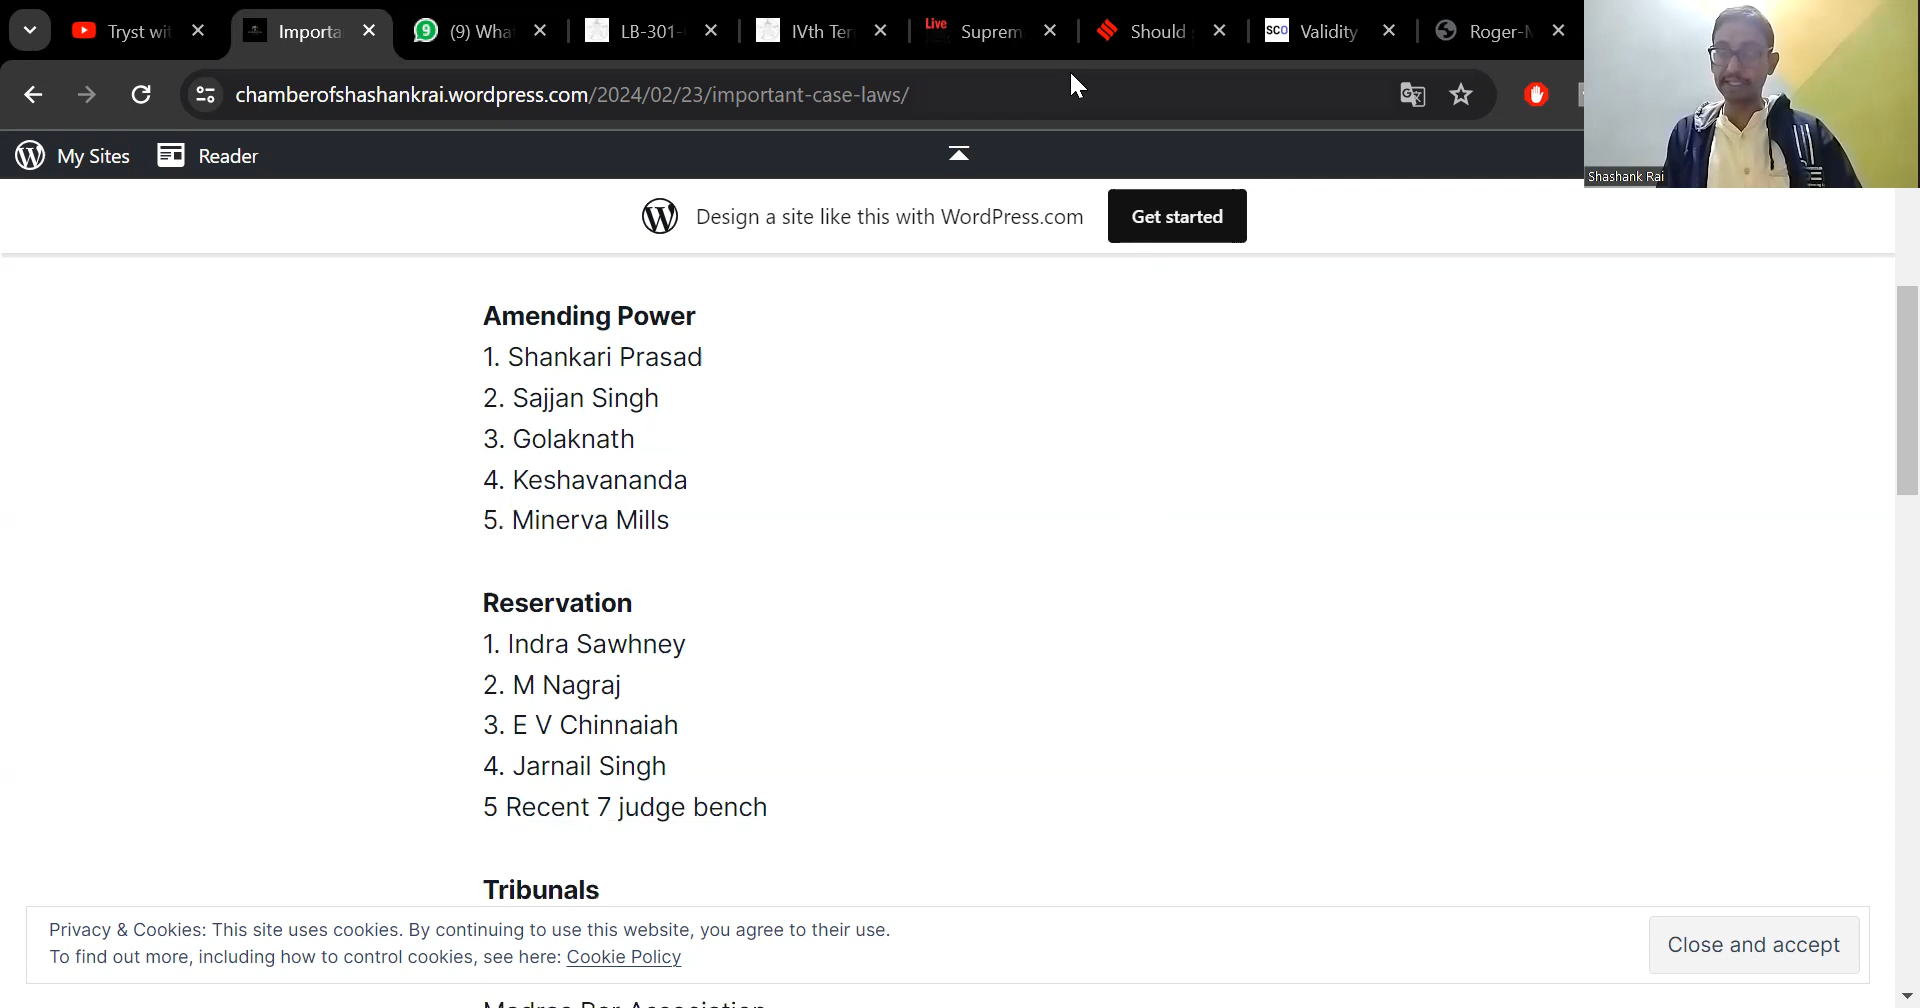 Tryst wit
Importa
9
(9) Wha
LB-301-
IVth Ter
Live
Suprem
Should
SCO
Validity
Roger-
chamberofshashankrai.wordpress.com/2024/02/23/important-case-laws/
My Sites
Reader
Shashank Rai
Design a site like this with WordPress.com
Get started
Amending Power
1. Shankari Prasad
2. Sajjan Singh
3. Golaknath
4. Keshavananda
5. Minerva Mills
Reservation
1. Indra Sawhney
2. M Nagraj
3. E V Chinnaiah
4. Jarnail Singh
5 Recent 7 judge bench
Tribunals
Privacy & Cookies: This site uses cookies. By continuing to use this website, you agree to their use.
To find out more, including how to control cookies, see here: Cookie Policy
Close and accept
Madras Bar Association